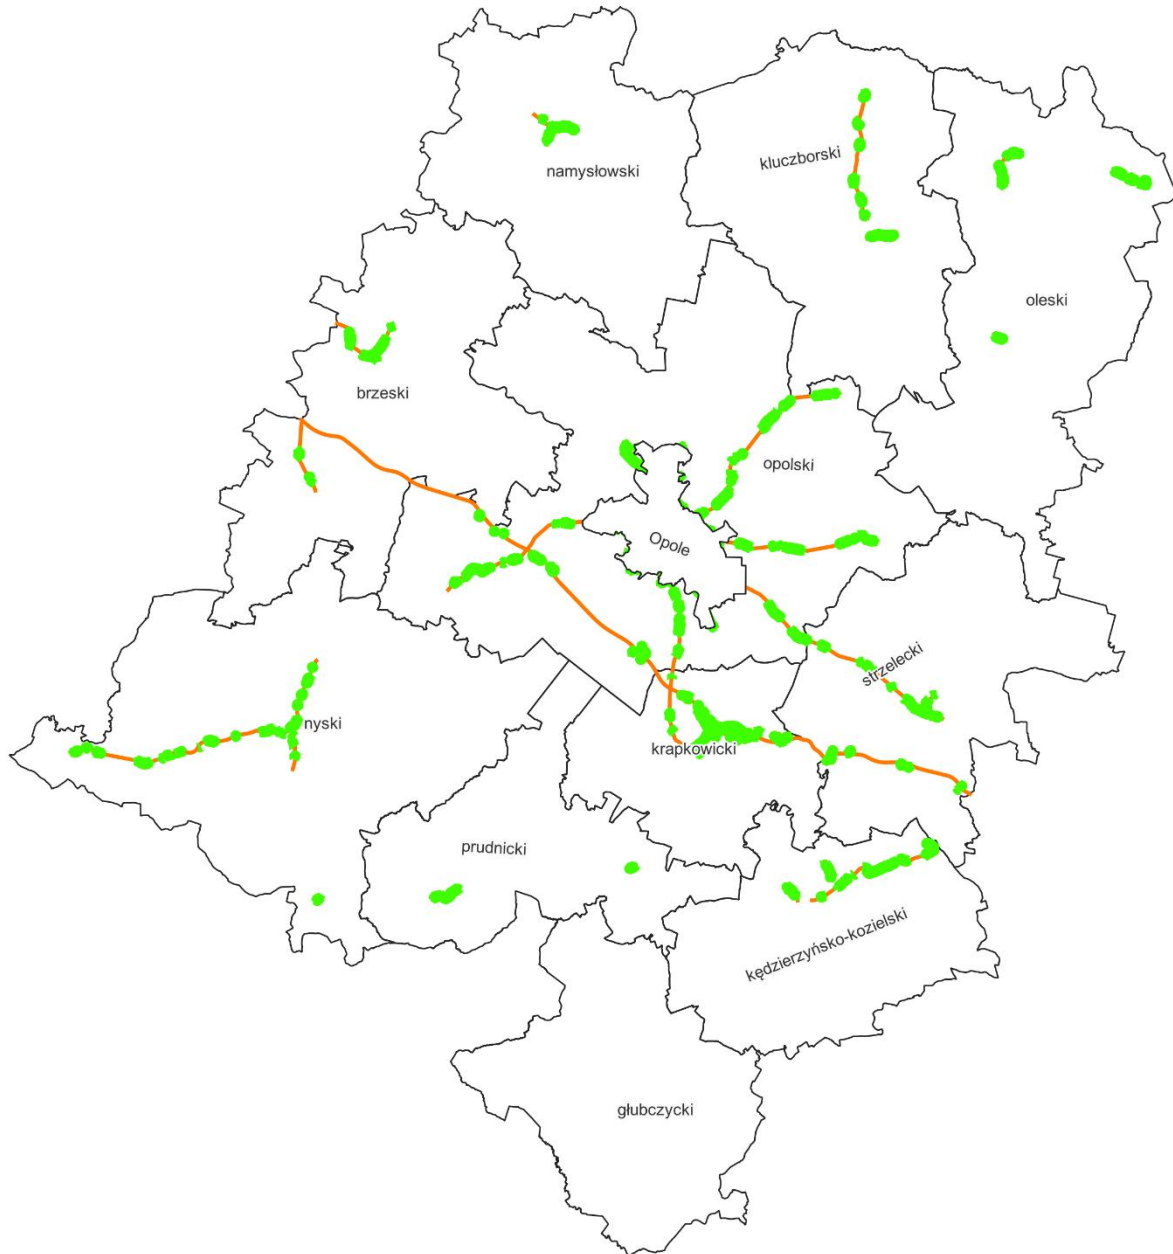 kluczborski
namysłowski
oleski
brzeski
opolski
Opole
strzelecki
nyski
krapkowicki
prudnicki
kędzierzyńsko-kozielski
głubczycki